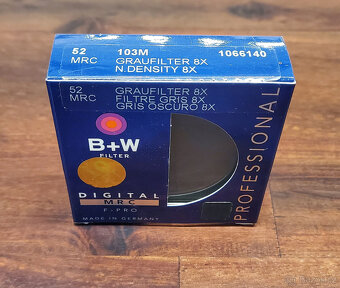 52 103M 1066140
MRC GRAUFILTER 8X
N.DENSITY 8X
52 GRAUFILTER 8X
MRC FILTRE GRIS 8X
GRIS OSCURO 8X
B+W
FILTER
DIGITAL
MRC
F-PRO
MADE IN GERMANY
PROFESSIONAL